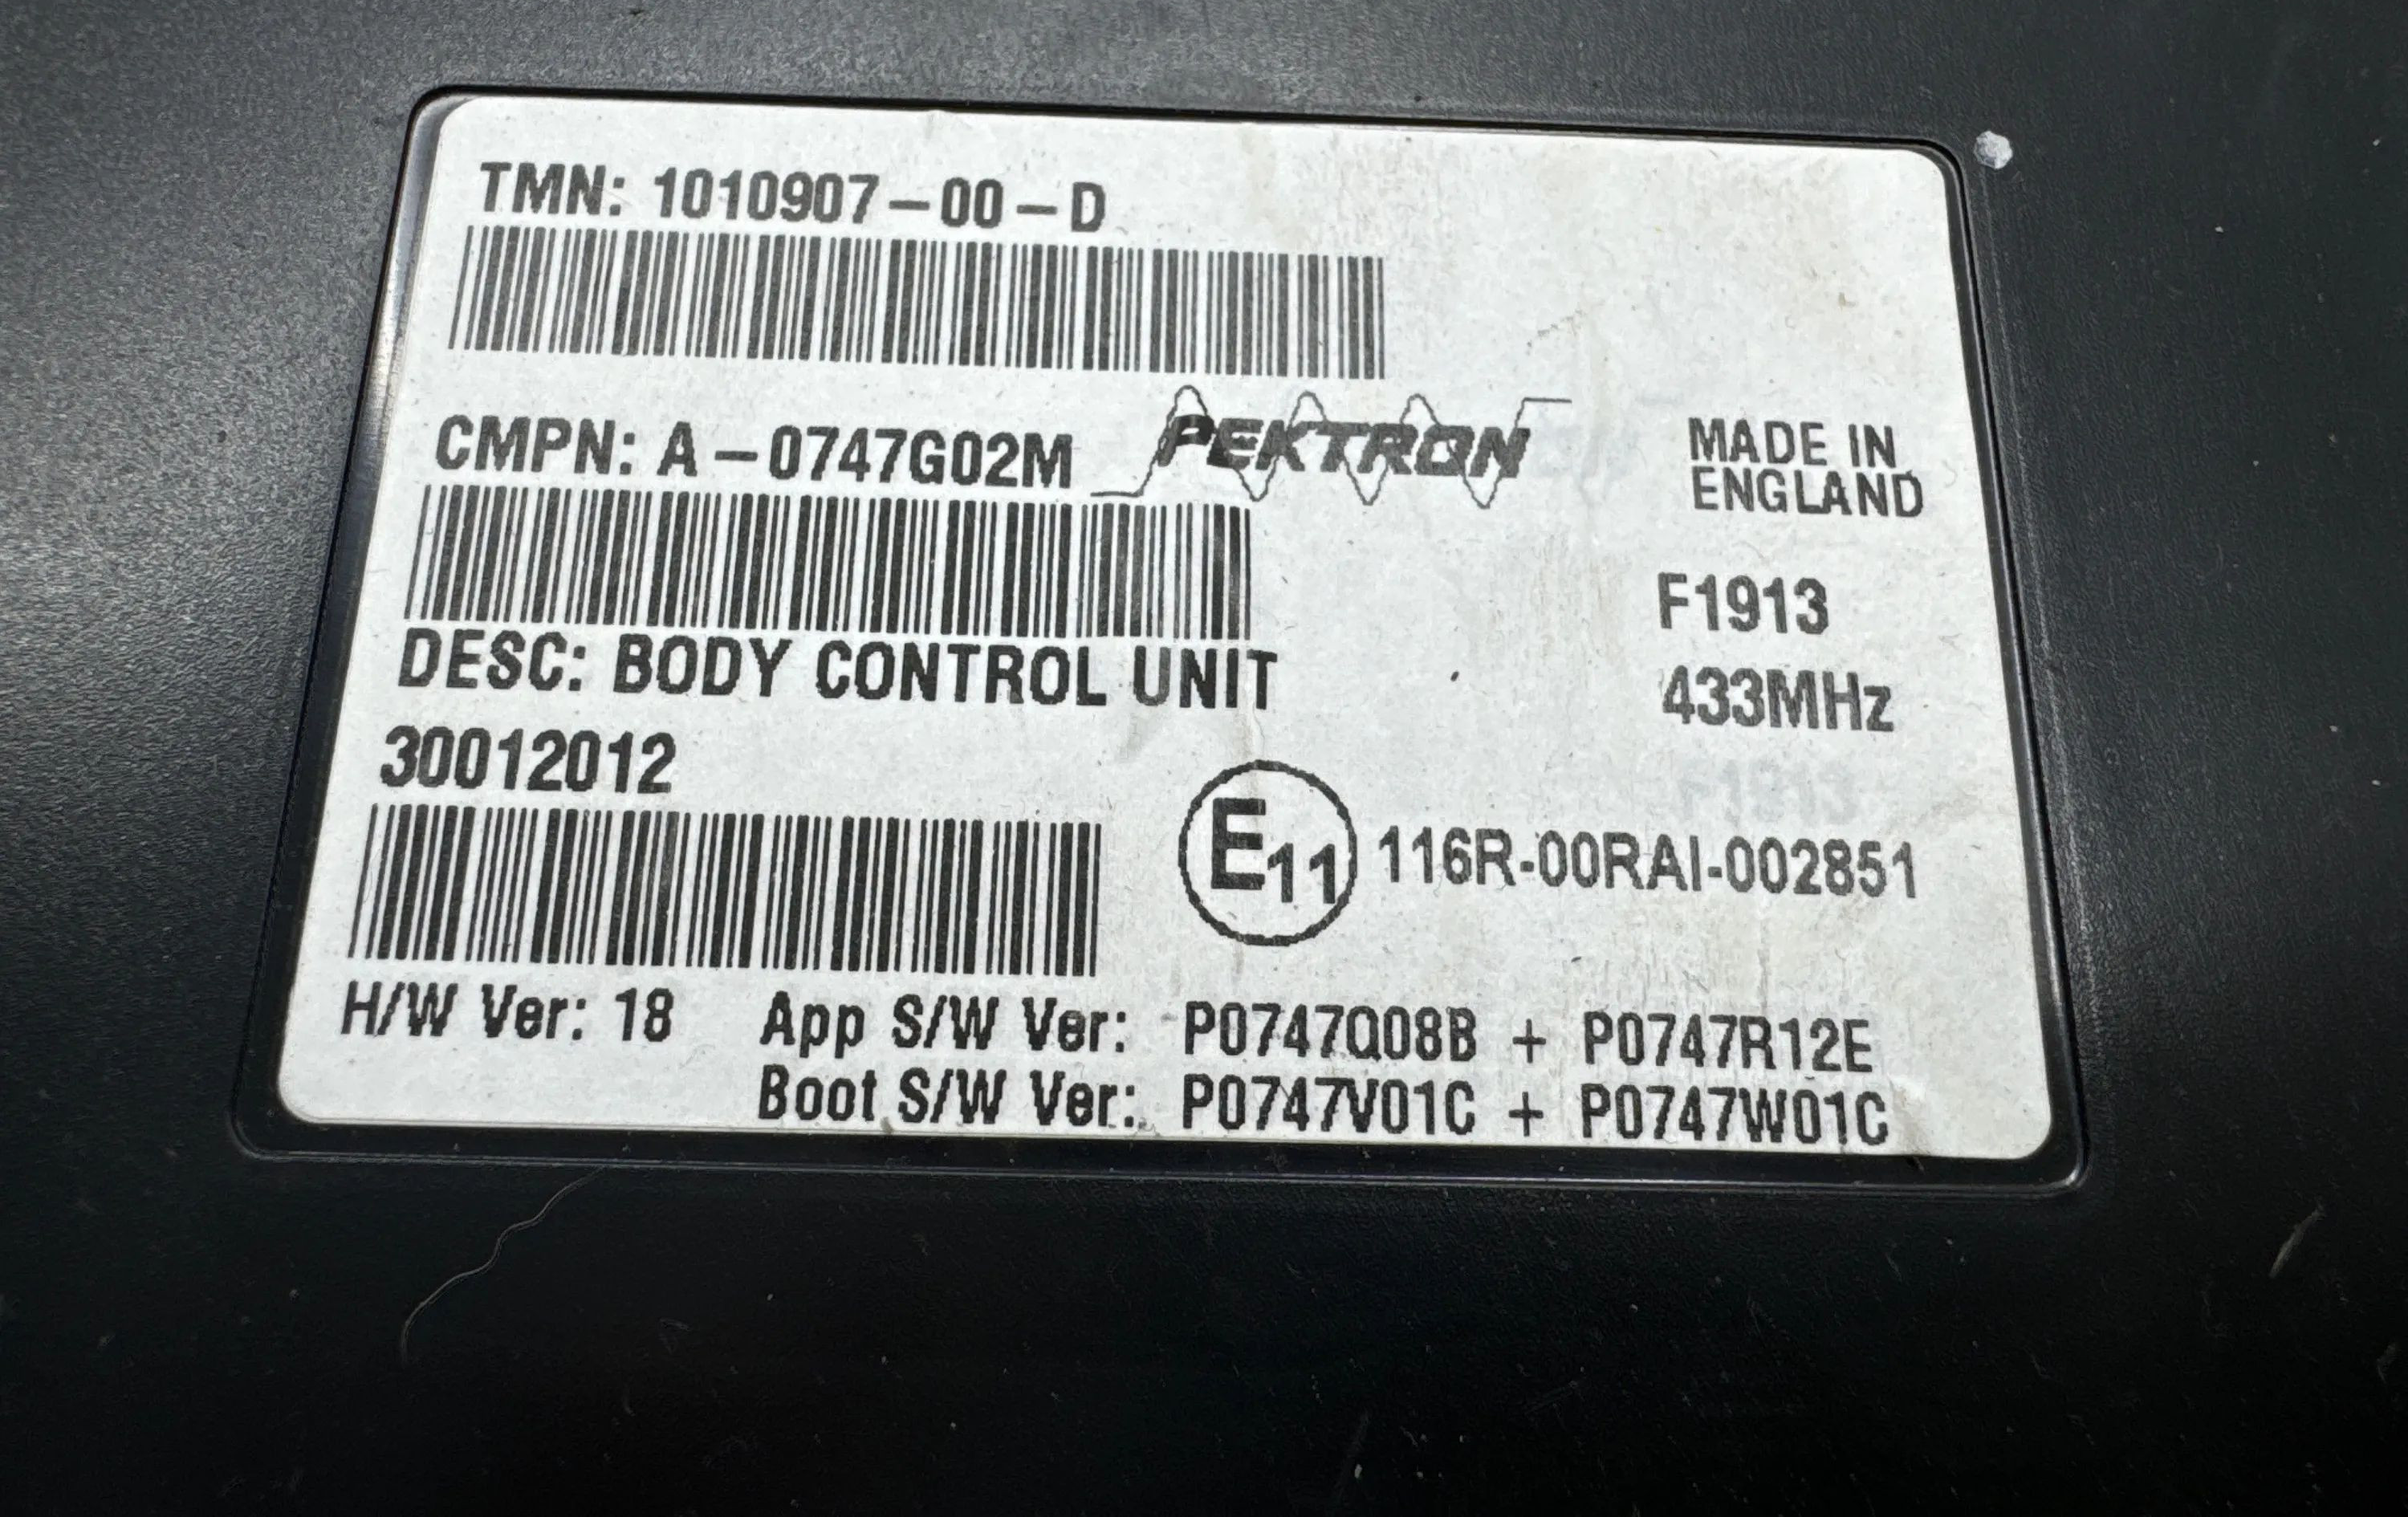 TMN: 1010907-00-D
CMPN: A-0747G02M
PEKTRON
MADE IN
ENGLAND
F1913
433MHz
DESC: BODY CONTROL UNIT
30012012
F1913
E11 116R-00RAI-002851
H/W Ver: 18 App S/W Ver: P0747Q08B + P0747R12E
Boot S/W Ver: P0747V01C + P0747W01C